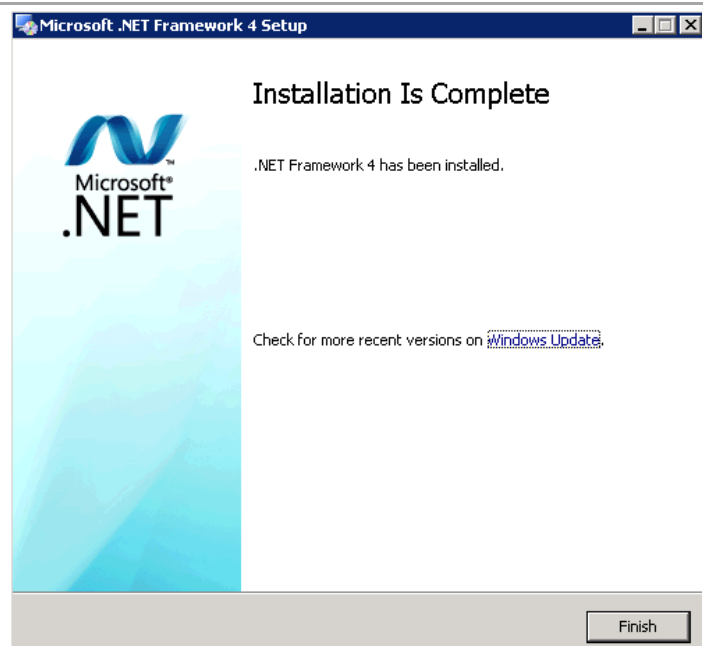 Microsoft .NET Framework 4 Setup
Installation Is Complete
.NET Framework 4 has been installed.
Microsoft®
.NET™
Check for more recent versions on Windows Update.
Finish